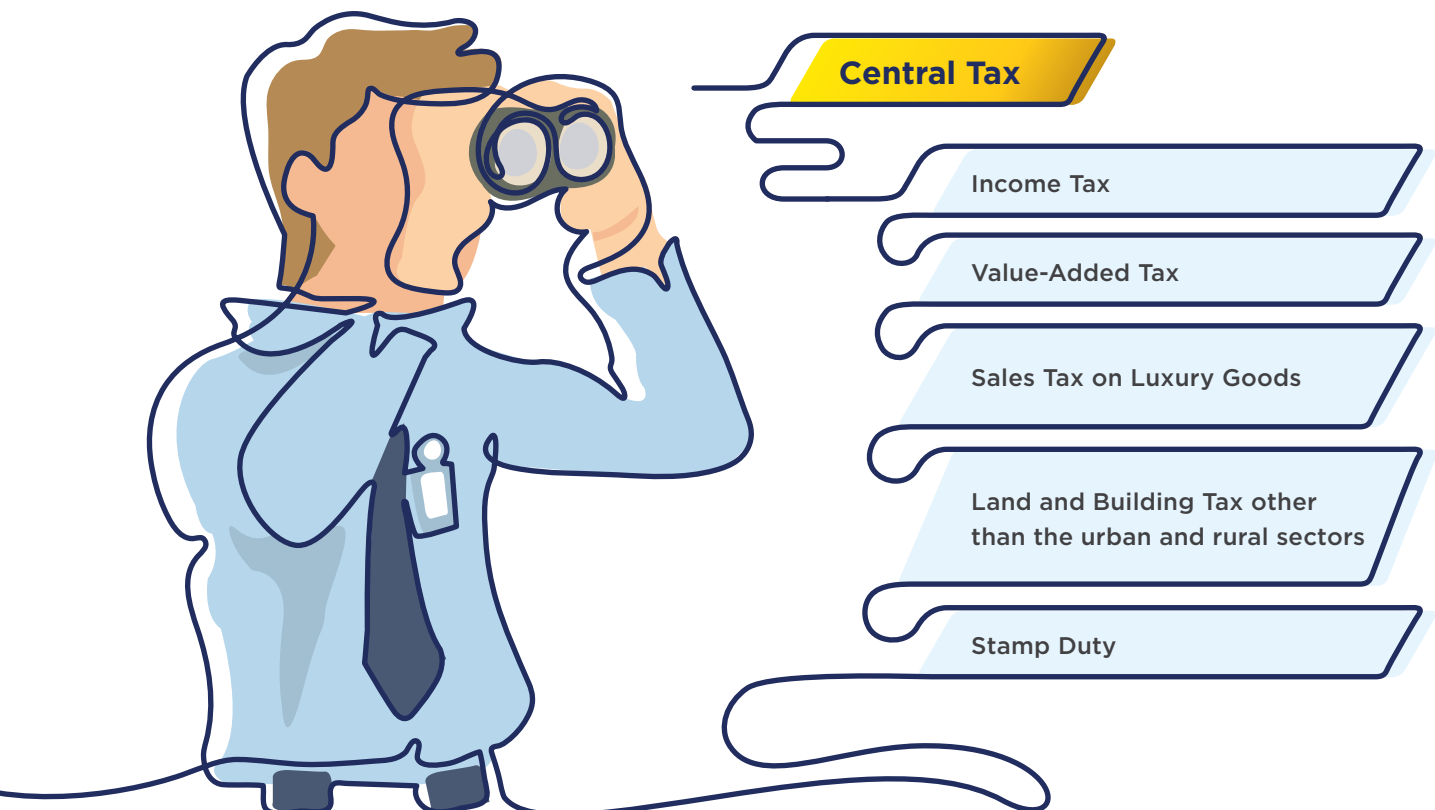 Central Tax
Income Tax
Value-Added Tax
Sales Tax on Luxury Goods
Land and Building Tax other
than the urban and rural sectors
Stamp Duty